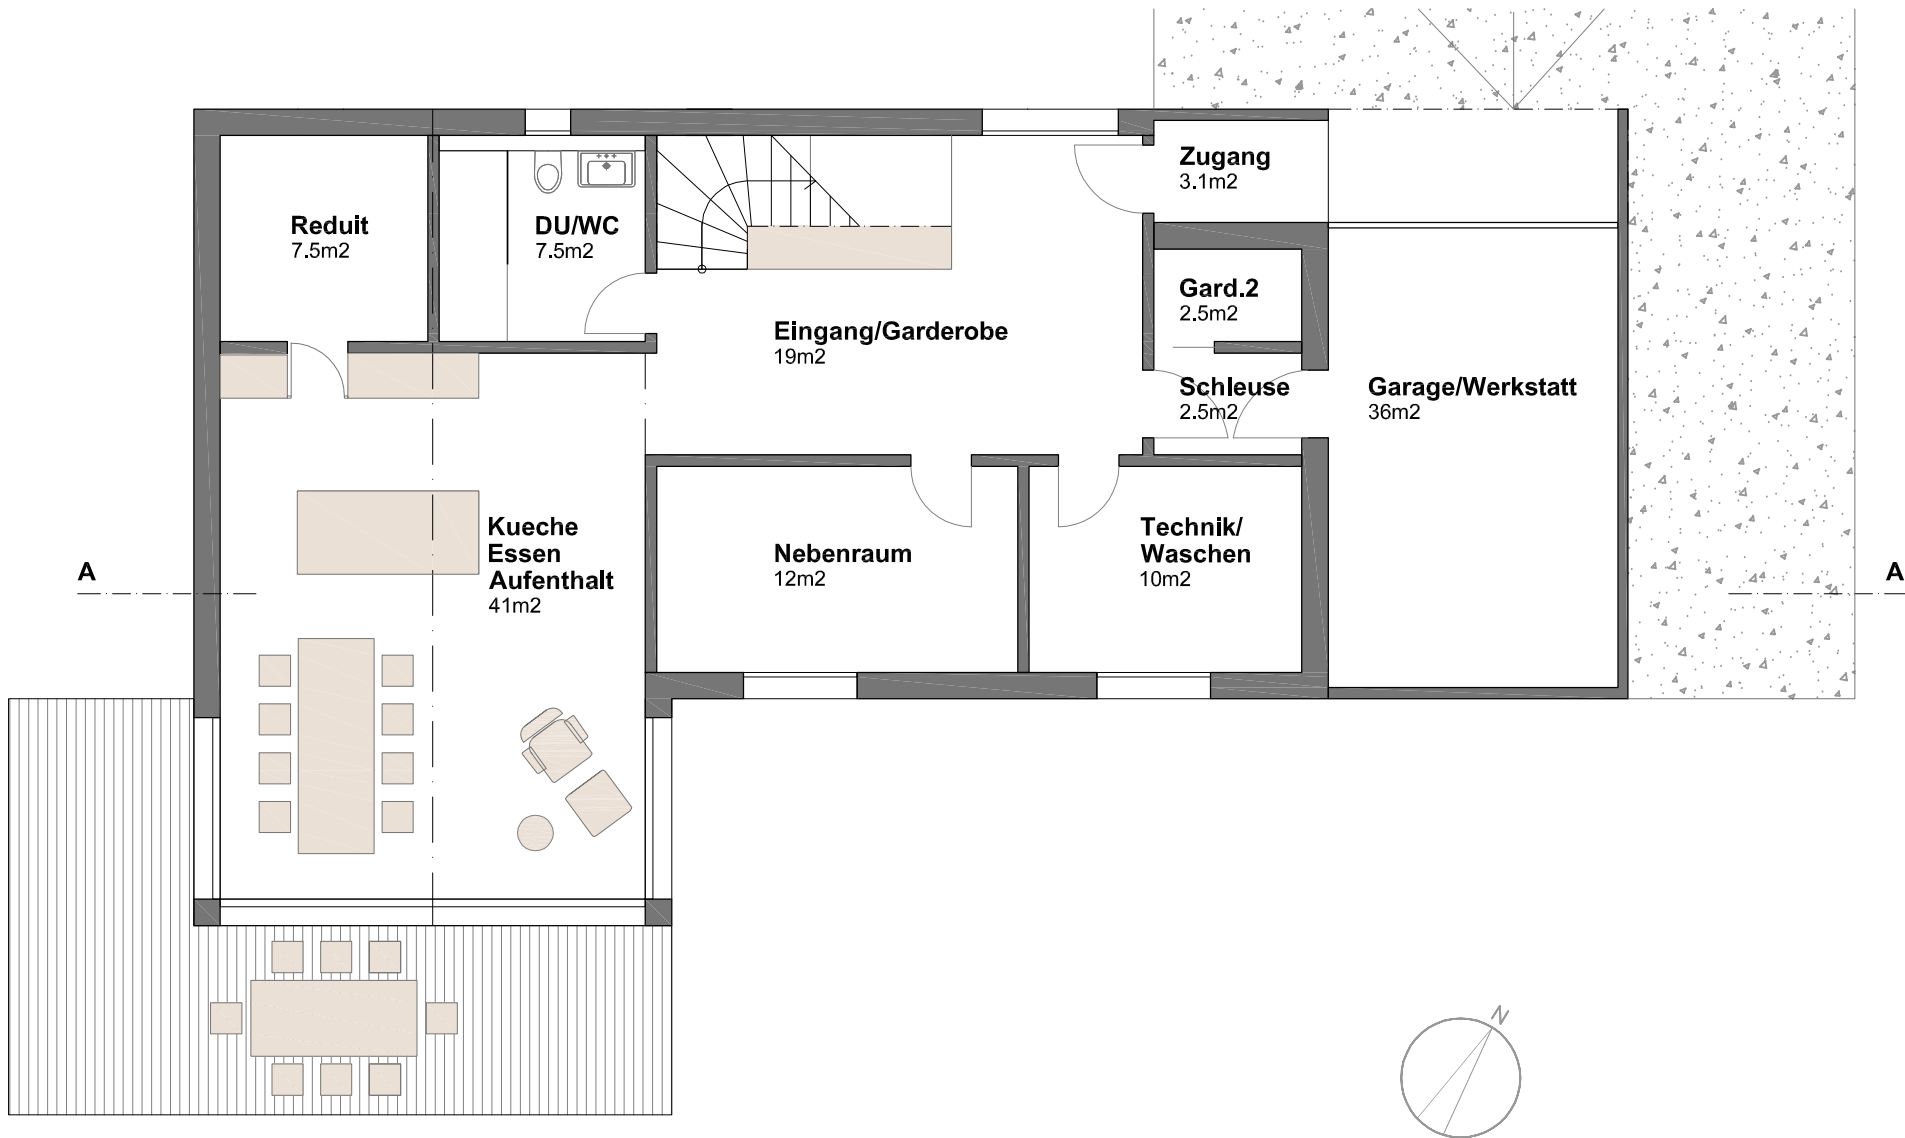 Zugang
3.1m2
Reduit
7.5m2
DU/WC
7.5m2
Gard.2
2.5m2
Eingang/Garderobe
19m2
Schleuse
2.5m2
Garage/Werkstatt
36m2
Kueche
Essen
Aufenthalt
41m2
Nebenraum
12m2
Technik/
Waschen
10m2
A
A
N